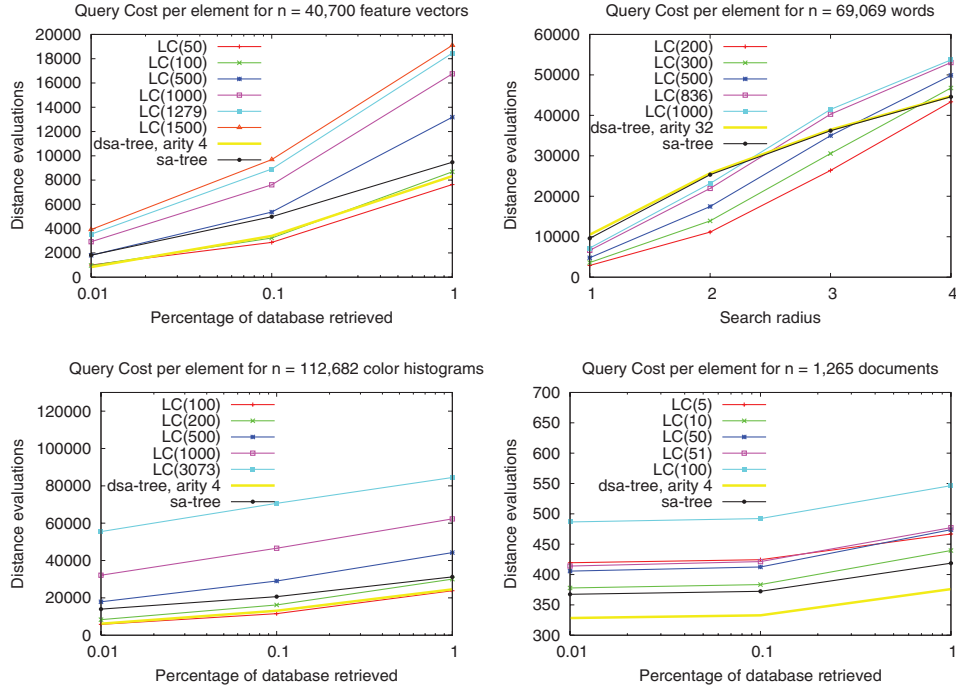 Query Cost per element for n = 40,700 feature vectors
20000
18000
16000
14000
12000
10000
8000
6000
4000
2000
0
Distance evaluations
LC(50)
LC(100)
LC(500)
LC(1000)
LC(1279)
LC(1500)
dsa-tree, arity 4
sa-tree
0.01
0.1
1
Percentage of database retrieved
Query Cost per element for n = 69,069 words
60000
50000
40000
30000
20000
10000
0
Distance evaluations
LC(200)
LC(300)
LC(500)
LC(836)
LC(1000)
dsa-tree, arity 32
sa-tree
1
2
3
4
Search radius
Query Cost per element for n = 112,682 color histograms
120000
100000
80000
60000
40000
20000
0
Distance evaluations
LC(100)
LC(200)
LC(500)
LC(1000)
LC(3073)
dsa-tree, arity 4
sa-tree
0.01
0.1
1
Percentage of database retrieved
Query Cost per element for n = 1,265 documents
700
650
600
550
500
450
400
350
300
Distance evaluations
LC(5)
LC(10)
LC(50)
LC(51)
LC(100)
dsa-tree, arity 4
sa-tree
0.01
0.1
1
Percentage of database retrieved